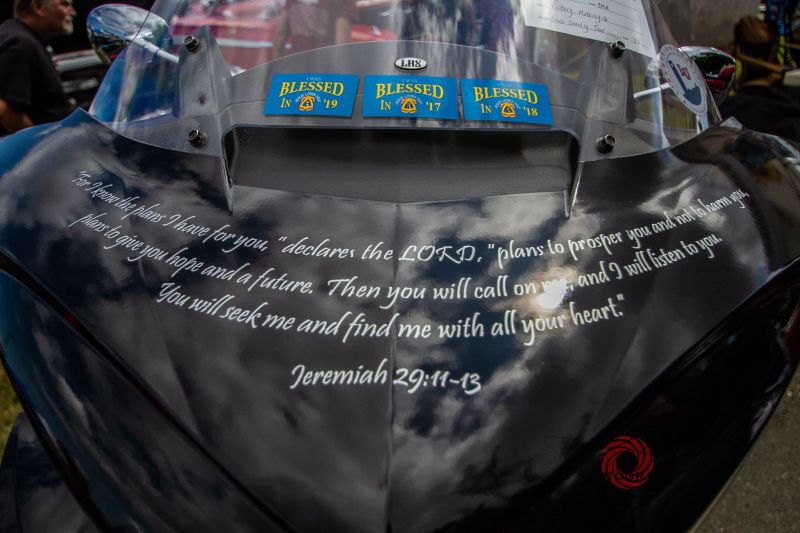 LHS
I WAS
BLESSED
IN '19
I WAS
BLESSED
IN '17
I WAS
BLESSED
IN '18
"For I know the plans I have for you, "declares the LORD, "plans to prosper you and not to harm you,
plans to give you hope and a future. Then you will call on me, and I will listen to you.
You will seek me and find me with all your heart."
Jeremiah 29:11-13